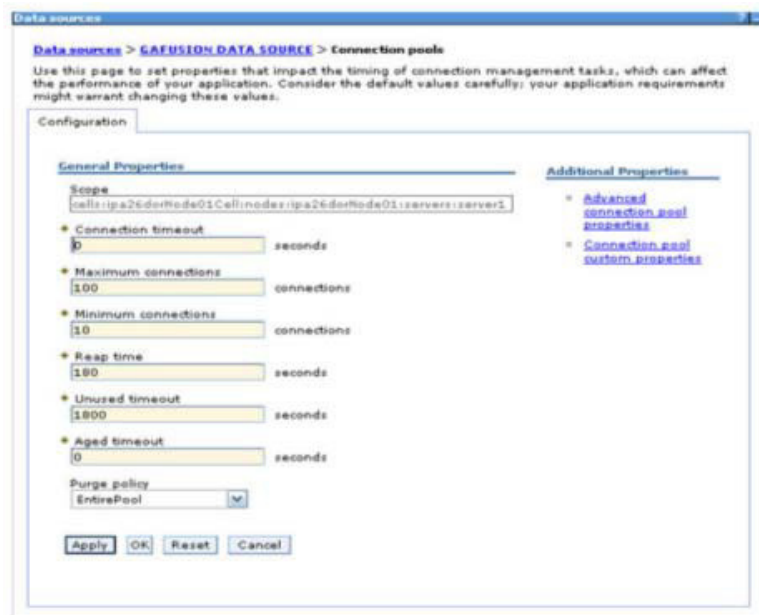 Data sources
?
Data sources > GAFUSION DATA SOURCE > Connection pools
Use this page to set properties that impact the timing of connection management tasks, which can affect
the performance of your application. Consider the default values carefully; your application requirements
might warrant changing these values.
Configuration
General Properties
Scope
cells:ipa26dorNode01Cell:nodes:ipa26dorNode01:servers:server1
Connection timeout
0
seconds
Maximum connections
100
connections
Minimum connections
10
connections
Reap time
180
seconds
Unused timeout
1800
seconds
Aged timeout
0
seconds
Purge policy
EntirePool
Apply OK Reset Cancel
Additional Properties
Advanced
connection pool
properties
Connection pool
custom properties